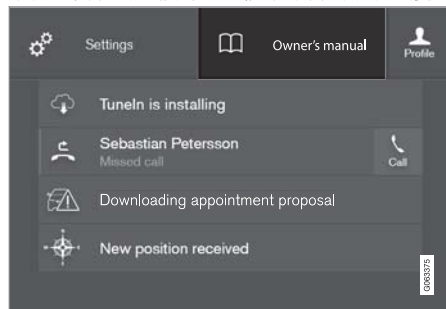 Settings
Owner's manual
Profile
TuneIn is installing
Sebastian Petersson
Missed call
Call
Downloading appointment proposal
New position received
G063375